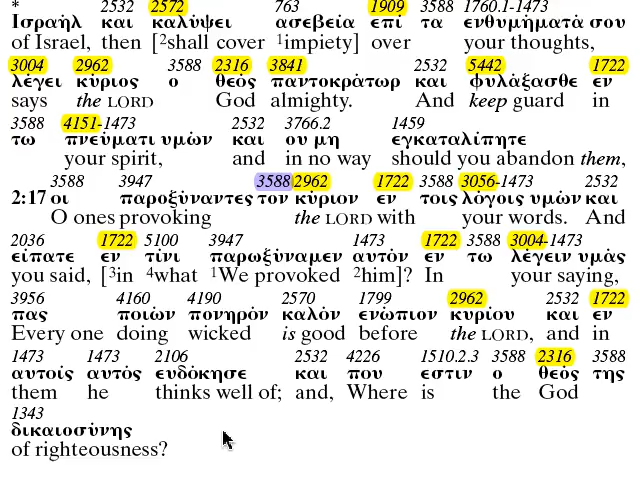 * 2532 2572 763 1909 3588 1760.1-1473
Ισραὴλ και καλύψει ασεβεία επί τα ενθυμήματά σου
of Israel, then [2shall cover 1impiety] over your thoughts,
3004 2962 3588 2316 3841 2532 5442 1722
λέγει κύριος ο θεός παντοκράτωρ και φυλάξασθε εν
says the LORD God almighty. And keep guard in
3588 4151-1473 2532 3766.2 1459
τω πνεύματι υμών και ου μη εγκαταλίπητε
your spirit, and in no way should you abandon them,
3588 3947 3588 2962 1722 3588 3056-1473 2532
2:17 οι παροξύναντες τον κύριον εν τοις λόγοις υμών και
O ones provoking the LORD with your words. And
2036 1722 5100 3947 1473 1722 3588 3004-1473
είπατε εν τίνι παρωξύναμεν αυτόν εν τω λέγειν υμάς
you said, [3in 4what 1We provoked 2him]? In your saying,
3956 4160 4190 2570 1799 2962 2532 1722
πας ποιών πονηρόν καλόν ενώπιον κυρίου και εν
Every one doing wicked is good before the LORD, and in
1473 1473 2106 2532 4226 1510.2.3 3588 2316 3588
αυτοίς αυτός ευδόκησε και που εστιν ο θεός της
them he thinks well of; and, Where is the God
1343
δικαιοσύνης
of righteousness?